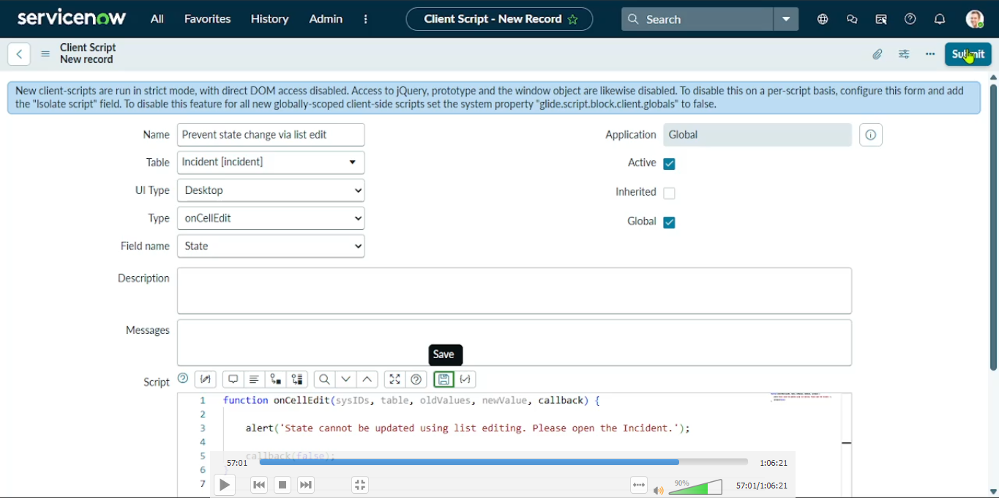 servicenow All Favorites History Admin Client Script - New Record Search
Client Script
New record
Submit
New client-scripts are run in strict mode, with direct DOM access disabled. Access to jQuery, prototype and the window object are likewise disabled. To disable this on a per-script basis, configure this form and add
the "Isolate script" field. To disable this feature for all new globally-scoped client-side scripts set the system property "glide.script.block.client.globals" to false.
Name Prevent state change via list edit Application Global
Table Incident [incident] Active
UI Type Desktop Inherited
Type onCellEdit Global
Field name State
Description
Messages
Save
Script
1 function onCellEdit(sysIDs, table, oldValues, newValue, callback) {
2
3 alert('State cannot be updated using list editing. Please open the Incident.');
4
5 callback(false);
57:01 1:06:21
6
7
90% 57:01/1:06:21